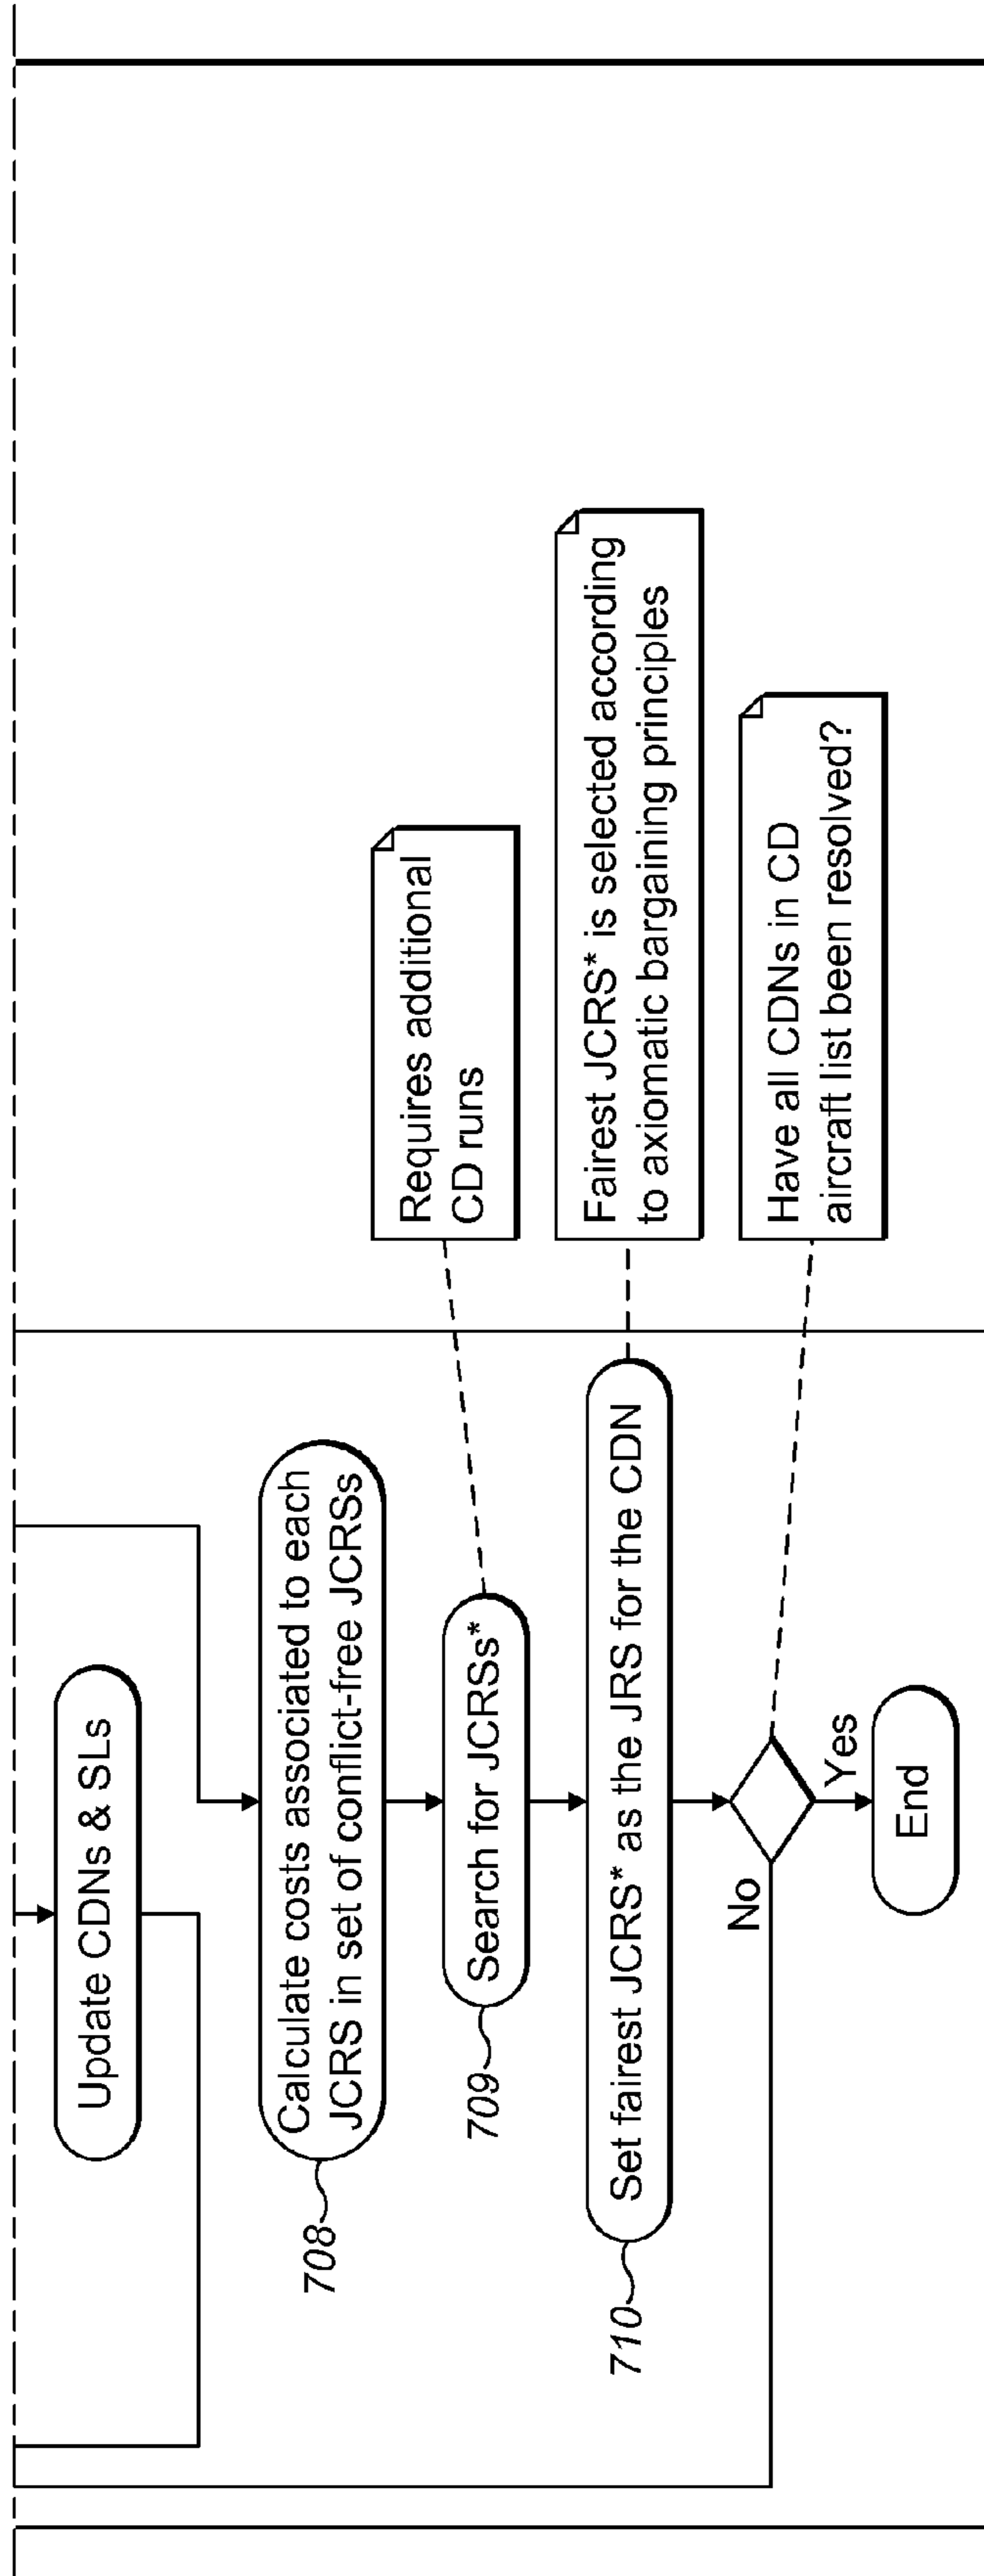 Update CDNs & SLs
708
Calculate costs associated to each
JCRS in set of conflict-free JCRSs
709
Search for JCRSs*
Requires additional
CD runs
710
Set fairest JCRS* as the JRS for the CDN
Fairest JCRS* is selected according
to axiomatic bargaining principles
No
Yes
Have all CDNs in CD
aircraft list been resolved?
End